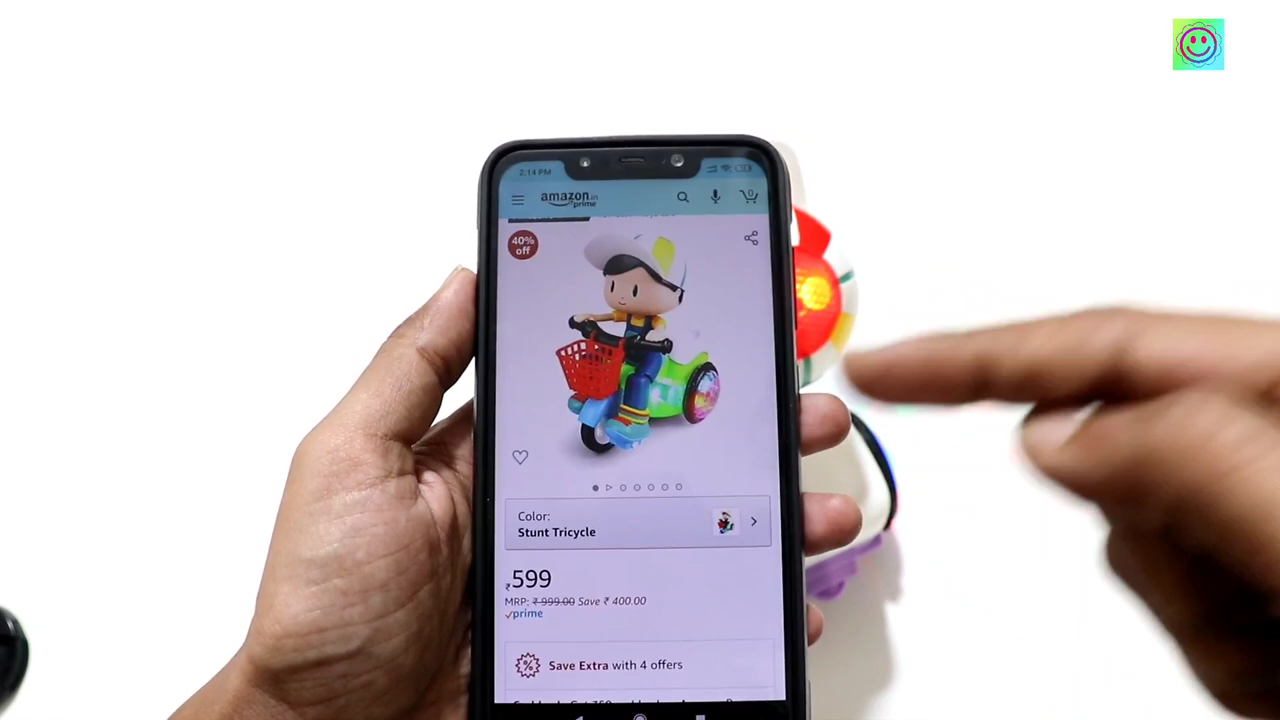 2:14 PM
amazon.in
prime
0
40%
off
Color:
Stunt Tricycle
₹599
MRP: ₹ 999.00 Save ₹ 400.00
prime
Save Extra with 4 offers